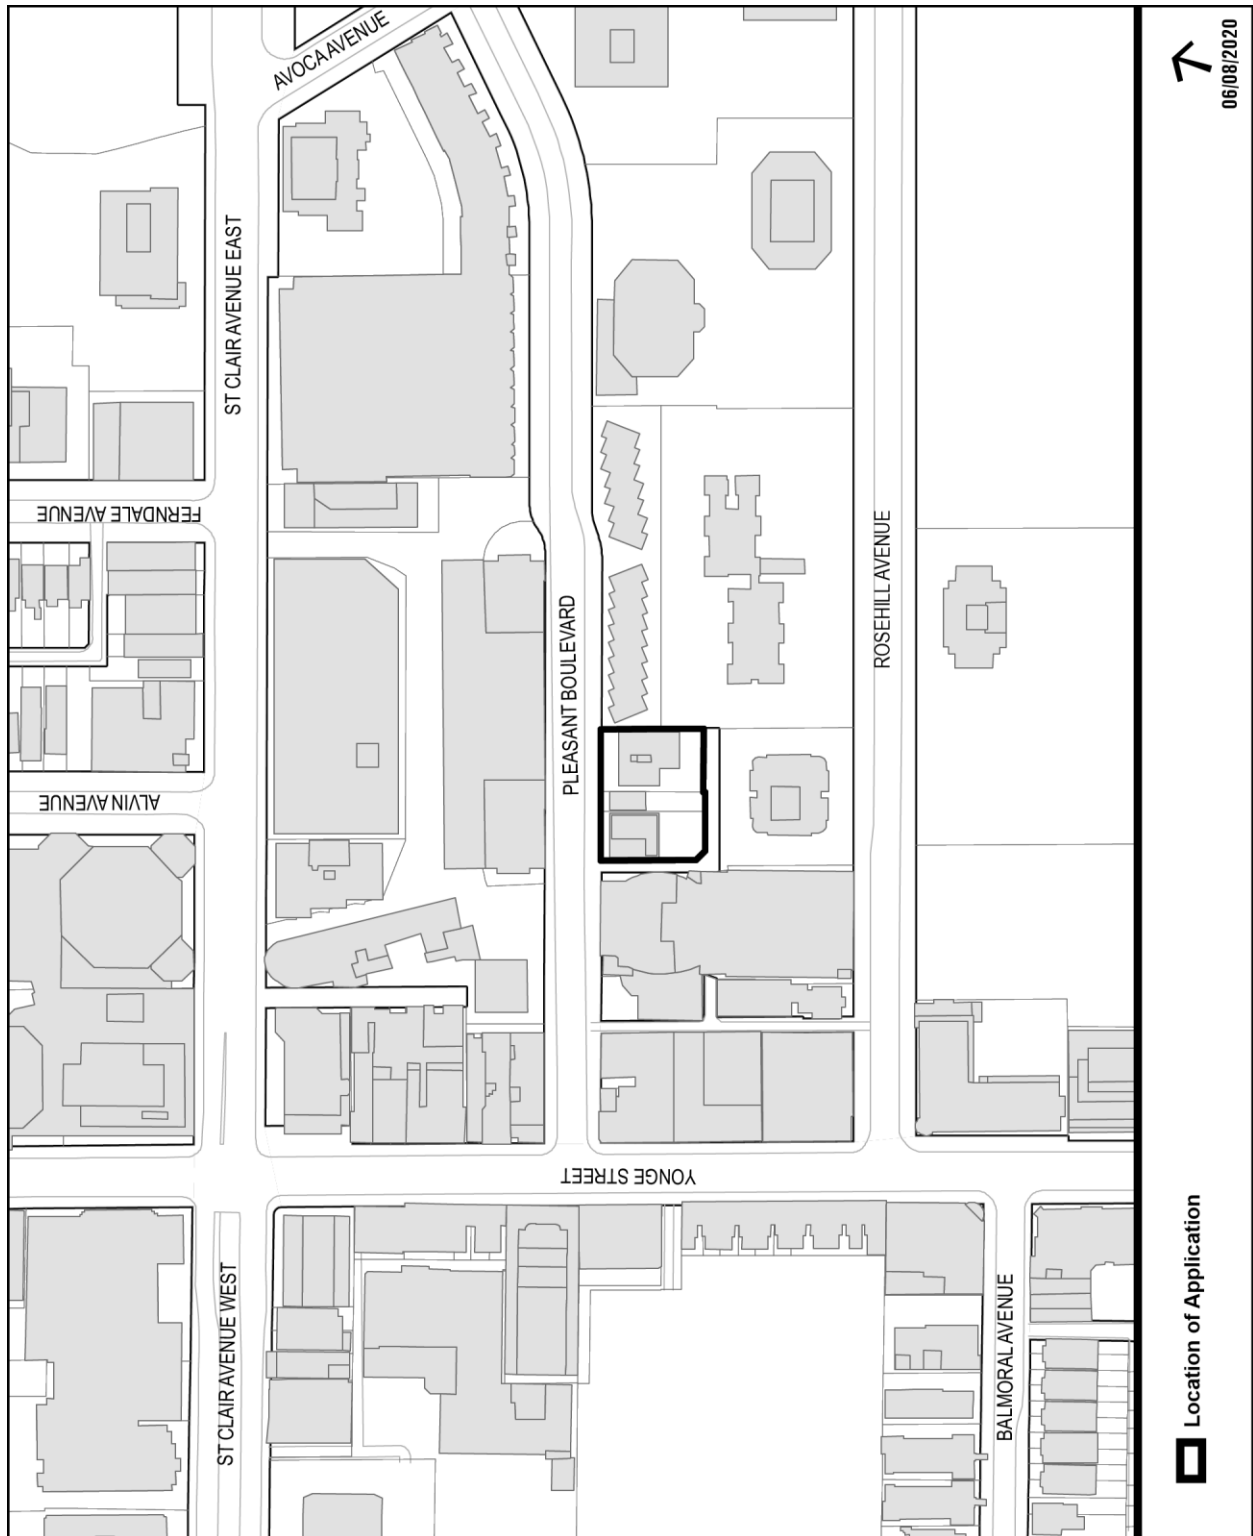 AVOCA AVENUE
ST CLAIR AVENUE EAST
FERNDALE AVENUE
ALVIN AVENUE
PLEASANT BOULEVARD
ROSEHILL AVENUE
YONGE STREET
ST CLAIR AVENUE WEST
BALMORAL AVENUE
Location of Application
06/08/2020